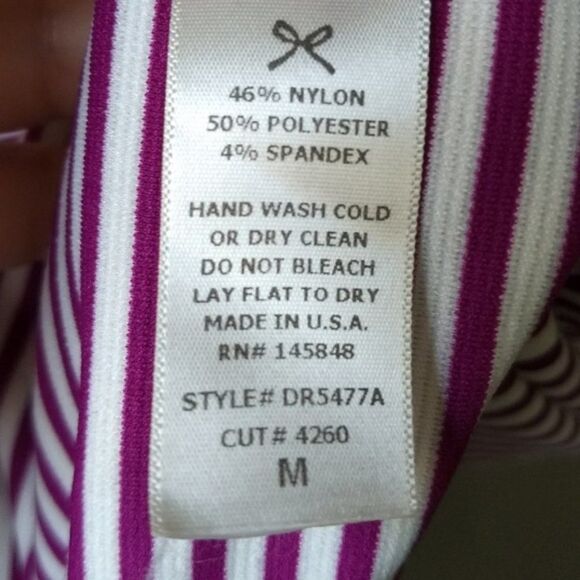 46% NYLON
50% POLYESTER
4% SPANDEX
HAND WASH COLD
OR DRY CLEAN
DO NOT BLEACH
LAY FLAT TO DRY
MADE IN U.S.A.
RN# 145848
STYLE# DR5477A
CUT# 4260
M